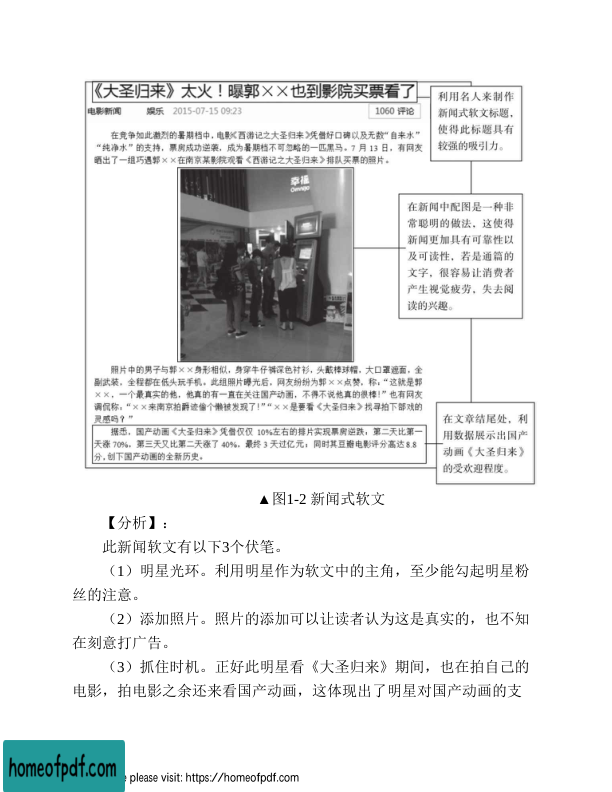 《大圣归来》太火！曝郭××也到影院买票看了
电影新闻 娱乐 2015-07-15 09:23 1060 评论
在竞争如此激烈的暑期档中，电影《西游记之大圣归来》凭借好口碑以及无数“自来水”
“纯净水”的支持，票房成功逆袭，成为暑期档不可忽略的一匹黑马。7 月 13 日，有网友
晒出了一组巧遇郭××在南京某影院观看《西游记之大圣归来》排队买票的照片。
幸福
照片中的男子与郭××身形相似，身穿牛仔裤深色衬衫，头戴棒球帽，大口罩遮面，全
副武装，全程都在低头玩手机。此组照片曝光后，网友纷纷为郭××点赞，称：“这就是郭
××，一个最真实的他，他真的有一直在关注国产动画，不得不说他真的很棒！”也有网友
调侃称：“××来南京拍爵迹偷个懒被发现了！”“××是要看《大圣归来》找寻拍下部戏的
灵感吗？”
据悉，国产动画《大圣归来》凭借仅仅 10%左右的排片实现票房逆跌，第二天比第一
天涨 70%，第三天又比第二天涨了 40%，最终 3 天过亿元；同时其豆瓣电影评分高达 8.8
分，创下国产动画的全新历史。
利用名人来制作
新闻式软文标题，
使得此标题具有
较强的吸引力。
在新闻中配图是一种非
常聪明的做法，这使得
新闻更加具有可靠性以
及可读性，若是通篇的
文字，很容易让消费者
产生视觉疲劳，失去阅
读的兴趣。
在文章结尾处，利
用数据展示出国产
动画《大圣归来》
的受欢迎程度。
▲图1-2 新闻式软文
【分析】：
此新闻软文有以下3个伏笔。
（1）明星光环。利用明星作为软文中的主角，至少能勾起明星粉
丝的注意。
（2）添加照片。照片的添加可以让读者认为这是真实的，也不知
在刻意打广告。
（3）抓住时机。正好此明星看《大圣归来》期间，也在拍自己的
电影，拍电影之余还来看国产动画，这体现出了明星对国产动画的支
homeofpdf.com
e please visit: https://homeofpdf.com